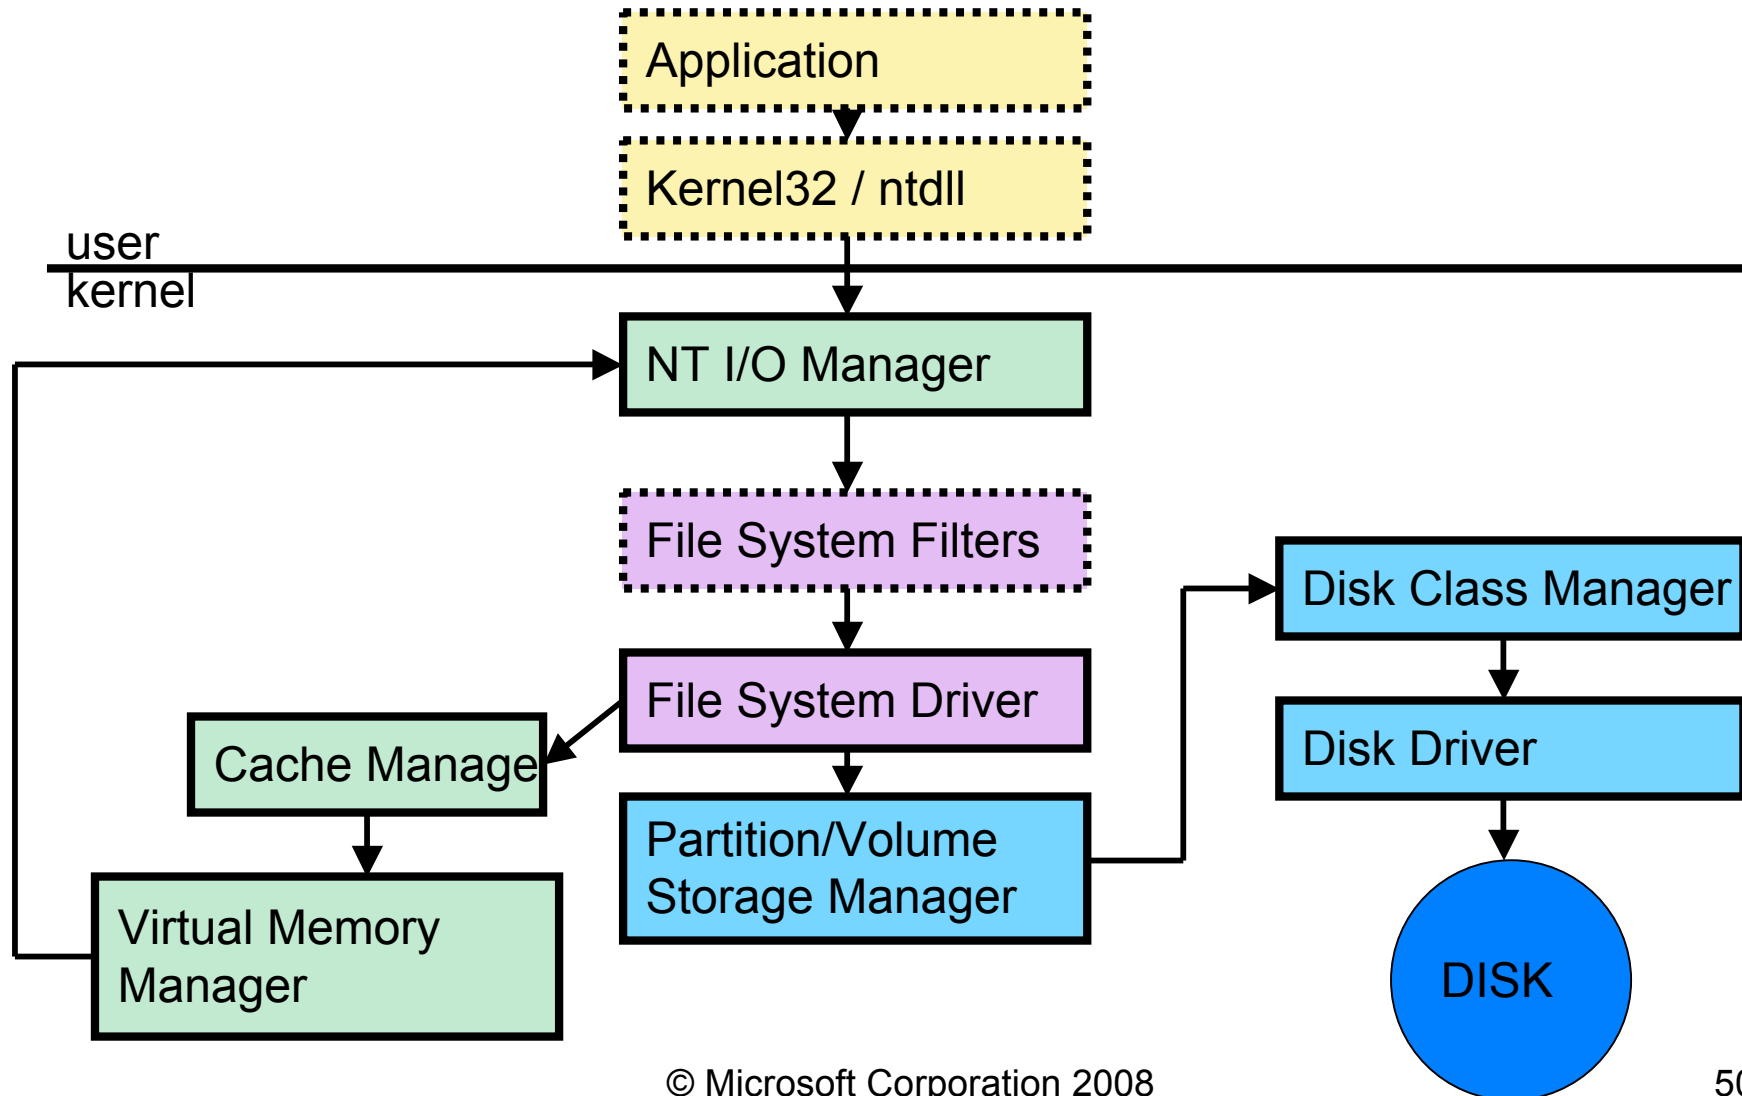 Application
Kernel32 / ntdll
user
kernel
NT I/O Manager
File System Filters
Disk Class Manager
File System Driver
Disk Driver
Cache Manage
Partition/Volume
Storage Manager
Virtual Memory
Manager
DISK
© Microsoft Corporation 2008
50